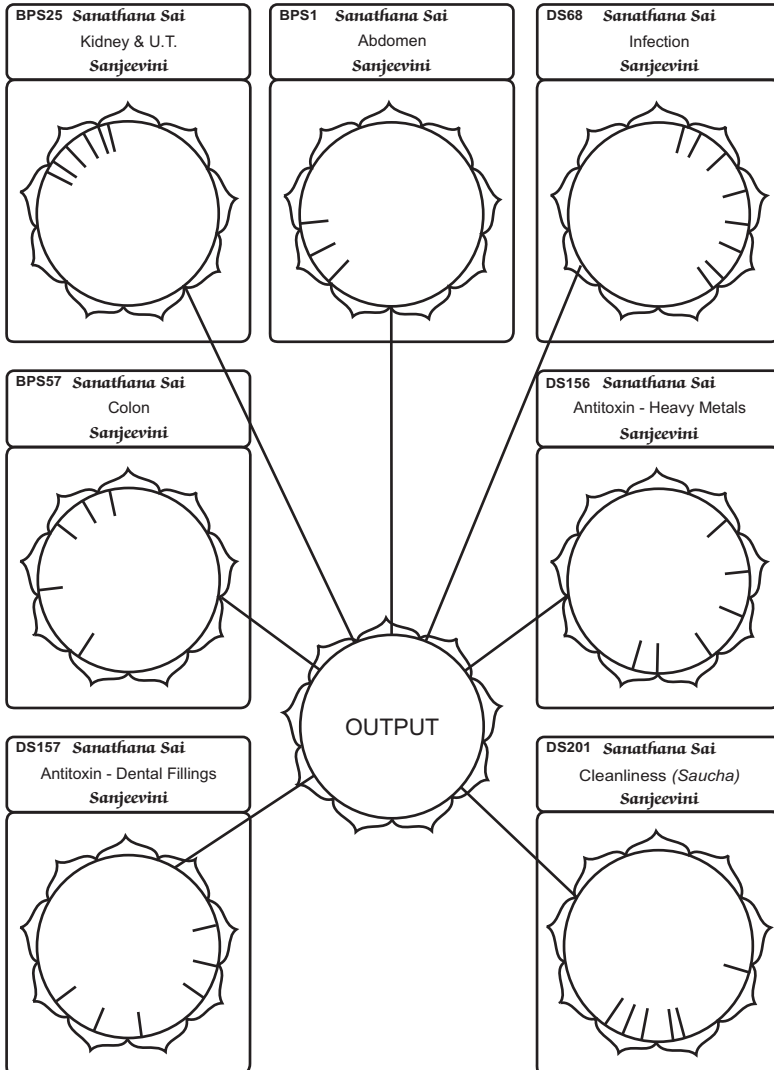 BPS25 Sanathana Sai
Kidney & U.T.
Sanjeevini
BPS1 Sanathana Sai
Abdomen
Sanjeevini
DS68 Sanathana Sai
Infection
Sanjeevini
BPS57 Sanathana Sai
Colon
Sanjeevini
DS156 Sanathana Sai
Antitoxin - Heavy Metals
Sanjeevini
OUTPUT
DS157 Sanathana Sai
Antitoxin - Dental Fillings
Sanjeevini
DS201 Sanathana Sai
Cleanliness (Saucha)
Sanjeevini